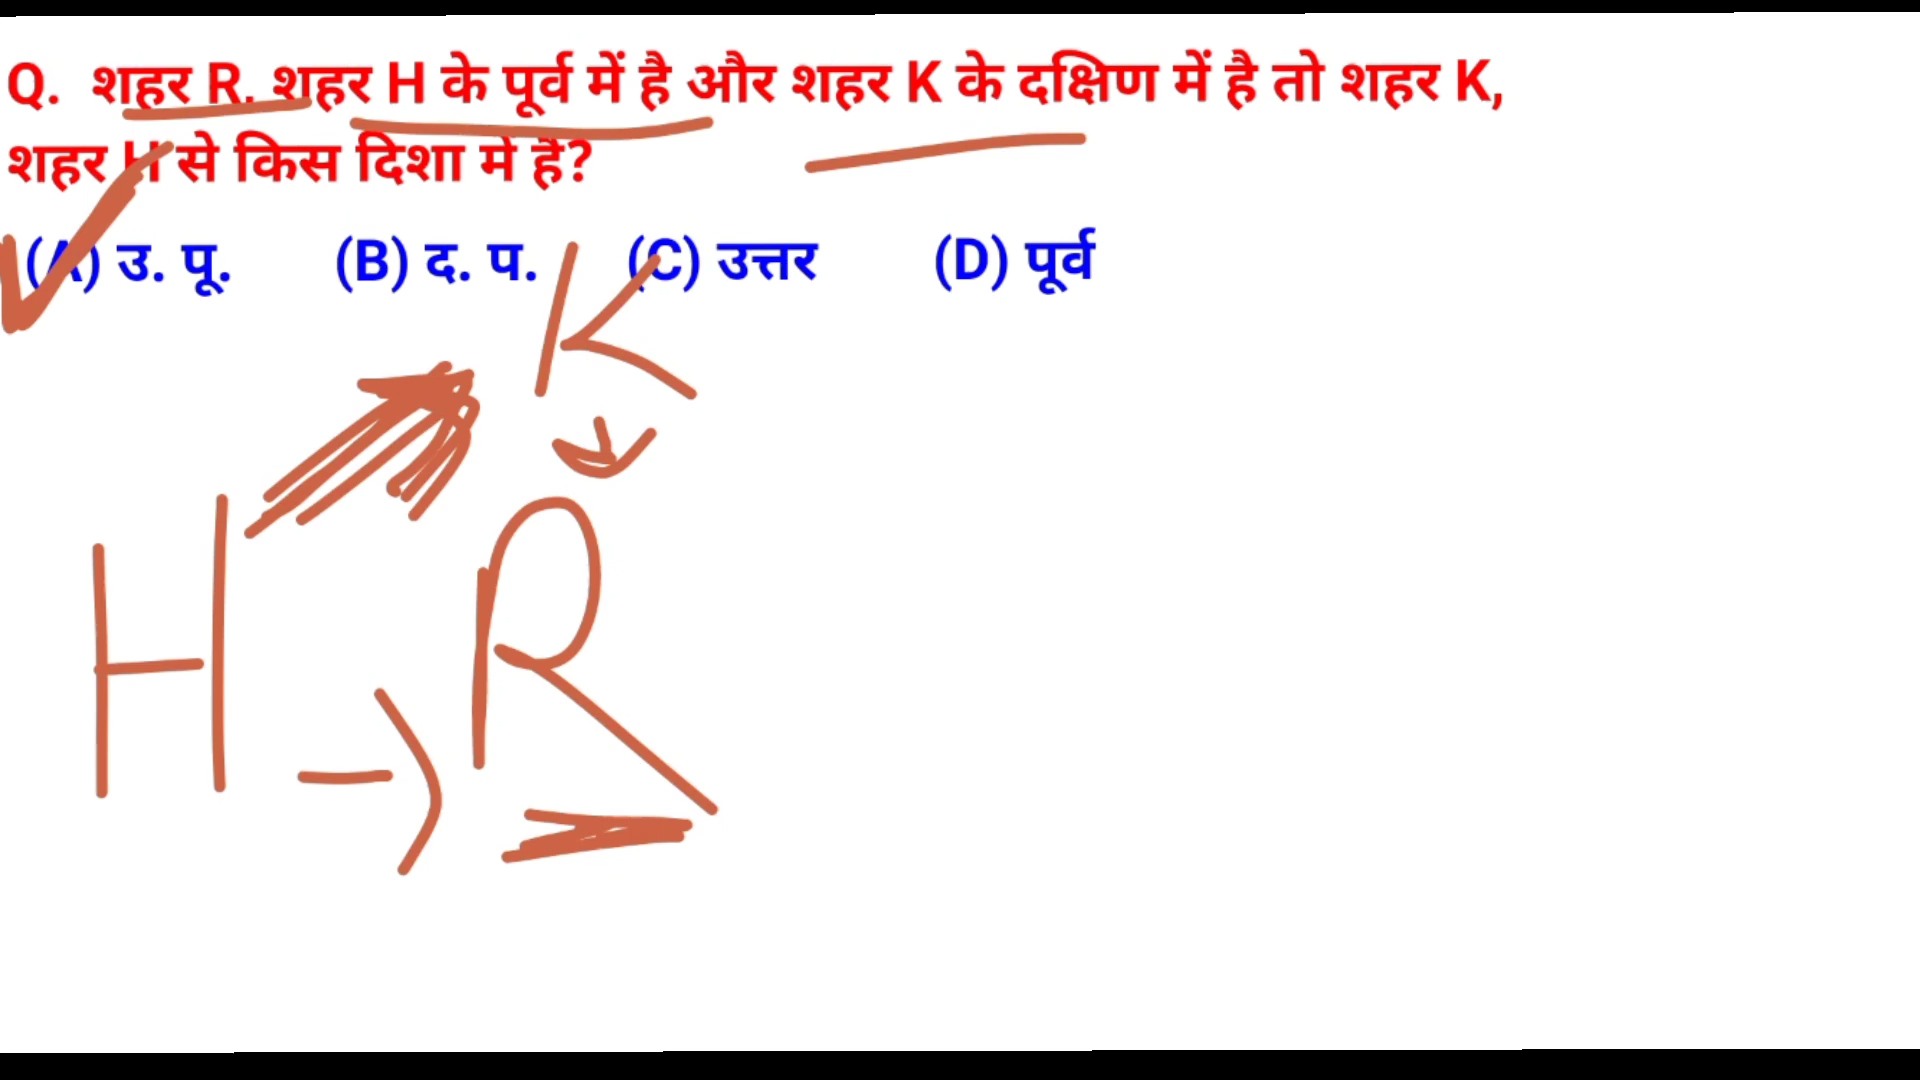 Q. शहर R, शहर H के पूर्व में है और शहर K के दक्षिण में है तो शहर K,
शहर H से किस दिशा में है?
(A) उ. पू. (B) द. प. (C) उत्तर (D) पूर्व
K
H R